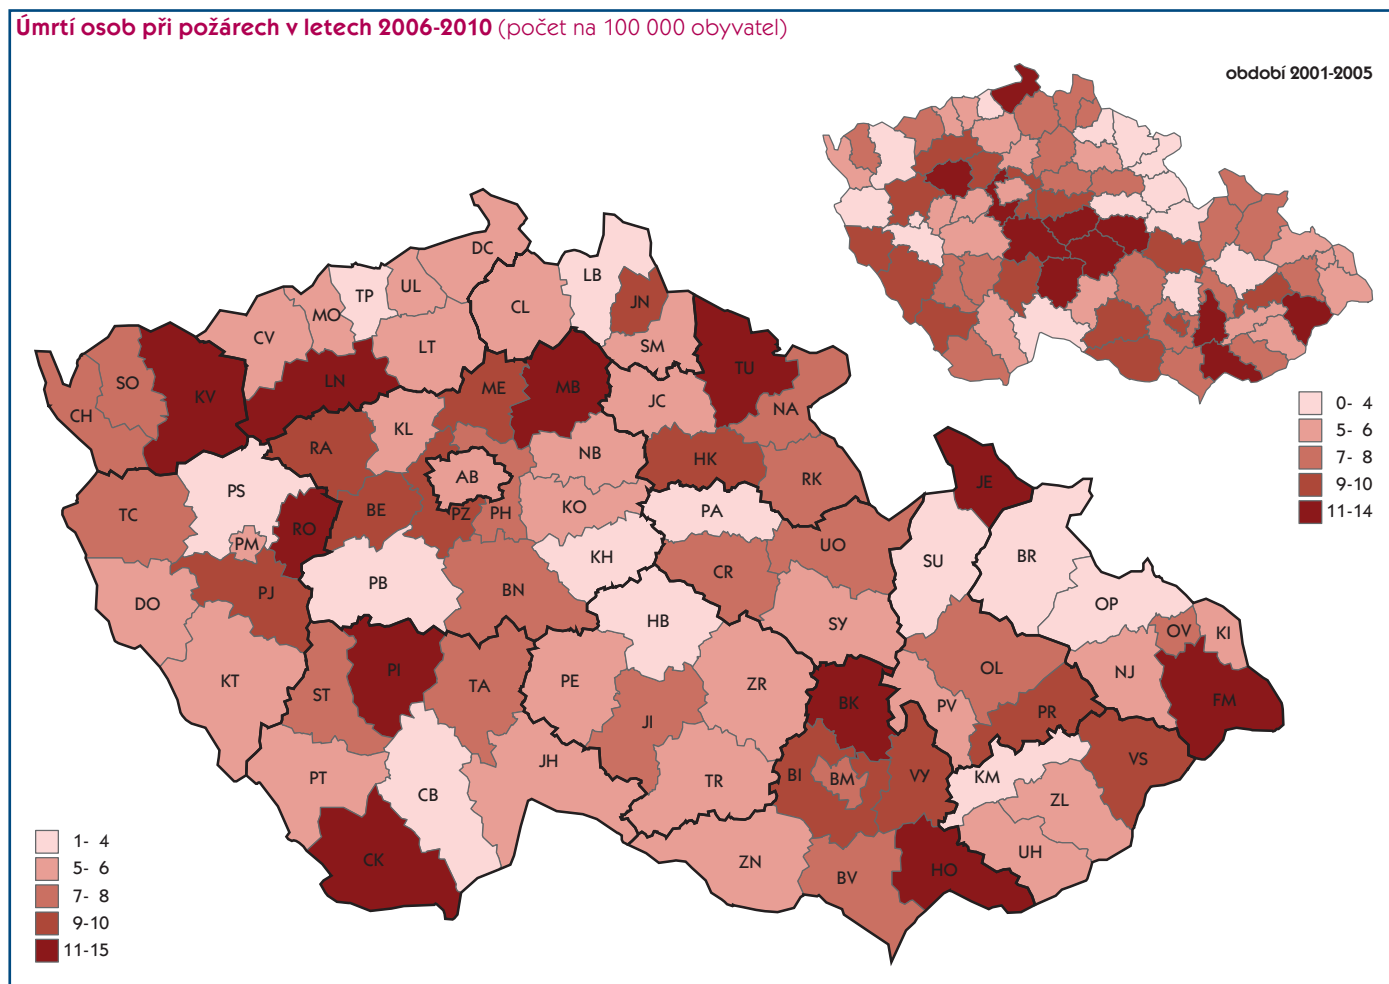 Úmrtí osob při požárech v letech 2006-2010 (počet na 100 000 obyvatel)
období 2001-2005
DC
LB
TP
UL
JN
CL
MO
CV
LT
SM
TU
SO
KV
LN
ME
MB
JC
CH
NA
KL
RA
NB
HK
AB
RK
PS
JE
TC
BE
PZ
PH
KO
PA
RO
PM
UO
KH
SU
BR
CR
PB
BN
PJ
DO
OP
HB
SY
OV
KI
KT
ST
PI
TA
PE
ZR
OL
NJ
BK
FM
JI
PV
PR
JH
PT
CB
TR
BI
BM
VY
KM
VS
ZL
UH
CK
ZN
BV
HO
0- 4
5- 6
7- 8
9-10
11-14
1- 4
5- 6
7- 8
9-10
11-15